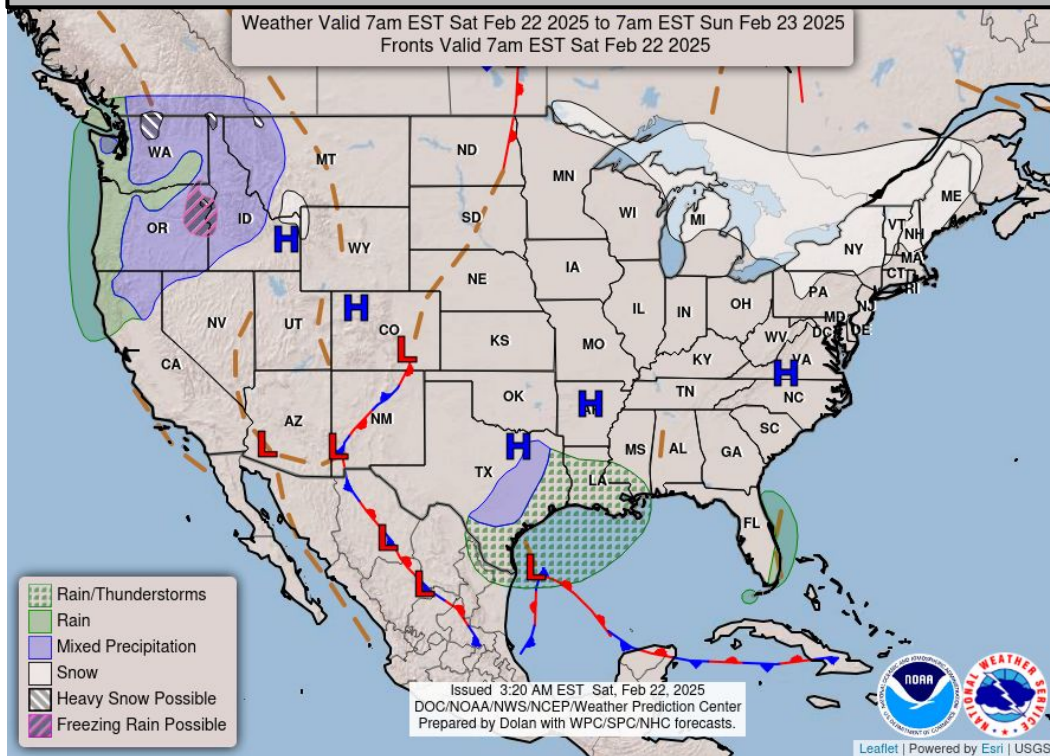 Weather Valid 7am EST Sat Feb 22 2025 to 7am EST Sun Feb 23 2025
Fronts Valid 7am EST Sat Feb 22 2025
WA
MT
ND
MN
ME
OR
ID
SD
WI
MI
VT
NH
NY
MA
CT
RI
WY
NE
IA
PA
NJ
H
IL
IN
OH
MD
DE
DC
WV
VA
NV
UT
H
CO
KS
MO
KY
H
CA
L
AZ
NM
OK
H
TN
NC
SC
L
L
H
TX
LA
MS
AL
GA
L
L
L
FL
Rain/Thunderstorms
Rain
Mixed Precipitation
Snow
Heavy Snow Possible
Freezing Rain Possible
Issued 3:20 AM EST Sat, Feb 22, 2025
DOC/NOAA/NWS/NCEP/Weather Prediction Center
Prepared by Dolan with WPC/SPC/NHC forecasts.
NOAA
NATIONAL WEATHER SERVICE
Leaflet | Powered by Esri | USGS